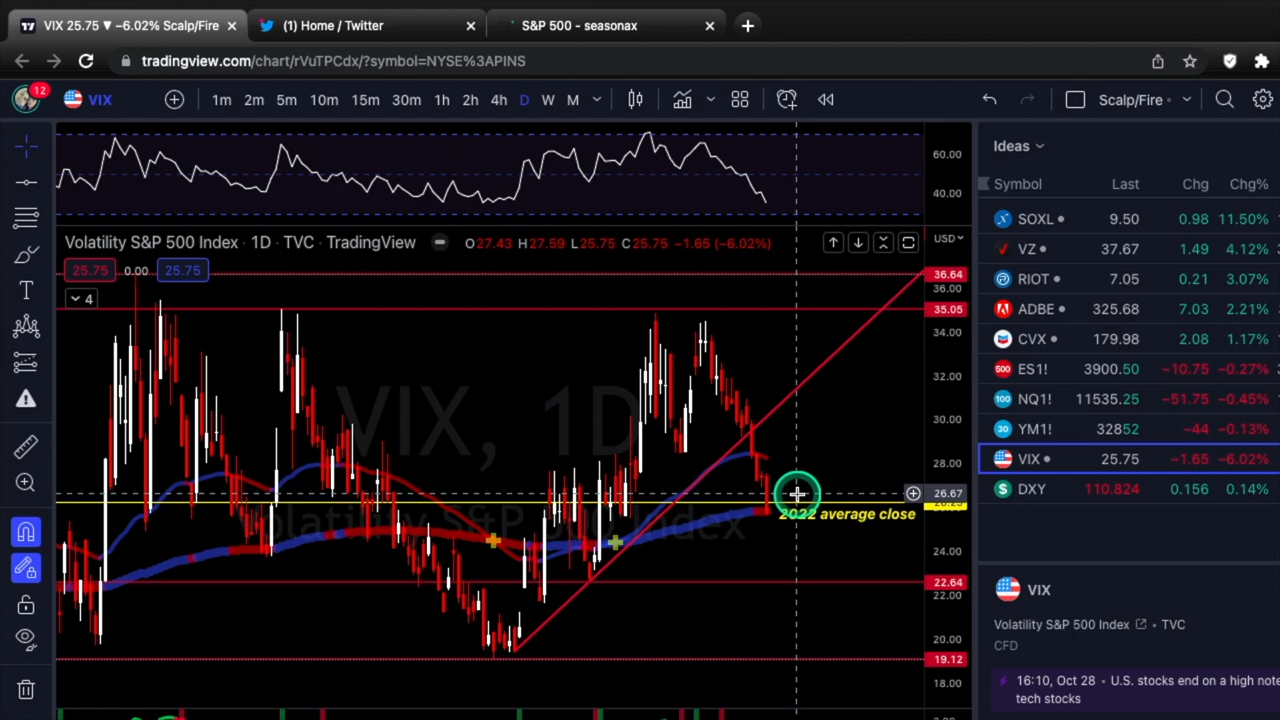 VIX 25.75 ▼ −6.02% Scalp/Fire
(1) Home / Twitter
S&P 500 - seasonax
tradingview.com/chart/rVuTPCdx/?symbol=NYSE%3APINS
12
VIX
1m 2m 5m 10m 15m 30m 1h 2h 4h D W M
Scalp/Fire
60.00
40.00
Volatility S&P 500 Index · 1D · TVC · TradingView
O27.43 H27.59 L25.75 C25.75 −1.65 (−6.02%)
USD
25.75 0.00 25.75
4
36.64
36.00
35.05
34.00
32.00
30.00
28.00
26.67
24.00
22.64
22.00
20.00
19.12
18.00
VIX, 1D
Volatility S&P 500 Index
2022 average close
Ideas
Symbol Last Chg Chg%
SOXL 9.50 0.98 11.50%
VZ 37.67 1.49 4.12%
RIOT 7.05 0.21 3.07%
ADBE 325.68 7.03 2.21%
CVX 179.98 2.08 1.17%
500 ES1! 3900.50 −10.75 −0.27%
100 NQ1! 11535.25 −51.75 −0.45%
30 YM1! 32852 −44 −0.13%
VIX 25.75 −1.65 −6.02%
DXY 110.824 0.156 0.14%
VIX
Volatility S&P 500 Index · TVC
CFD
16:10, Oct 28 · U.S. stocks end on a high note
tech stocks